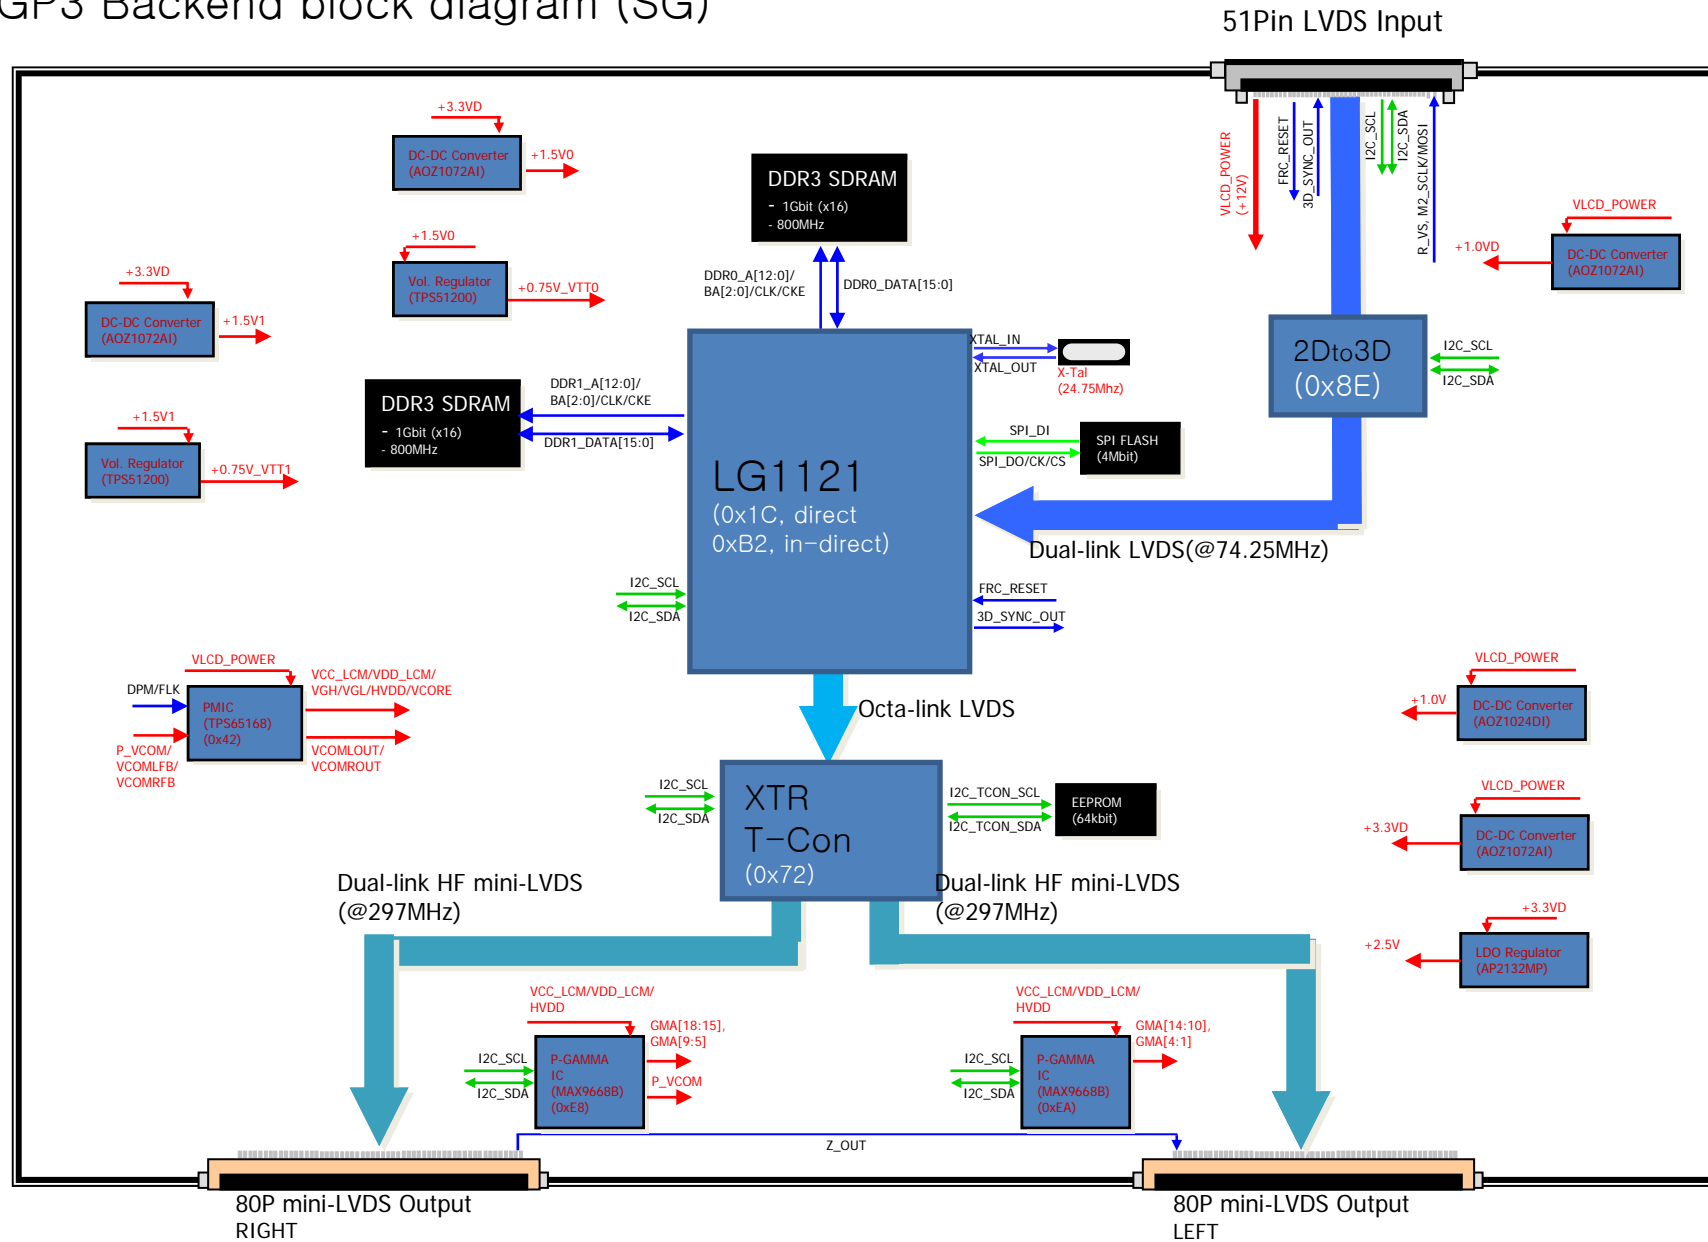 GP3 Backend block diagram (SG)
51Pin LVDS Input
VLCD_POWER
(+12V)
FRC_RESET
3D_SYNC_OUT
I2C_SCL
I2C_SDA
R_VS, M2_SCLK/MOSI
+3.3VD
DC-DC Converter
(AOZ1072AI)
+1.5V0
+1.5V0
Vol. Regulator
(TPS51200)
+0.75V_VTT0
+3.3VD
DC-DC Converter
(AOZ1072AI)
+1.5V1
+1.5V1
Vol. Regulator
(TPS51200)
+0.75V_VTT1
DDR3 SDRAM
- 1Gbit (x16)
- 800MHz
DDR0_A[12:0]/
BA[2:0]/CLK/CKE
DDR0_DATA[15:0]
DDR3 SDRAM
- 1Gbit (x16)
- 800MHz
DDR1_A[12:0]/
BA[2:0]/CLK/CKE
DDR1_DATA[15:0]
VLCD_POWER
+1.0VD
DC-DC Converter
(AOZ1072AI)
2Dto3D
(0x8E)
I2C_SCL
I2C_SDA
XTAL_IN
XTAL_OUT
X-Tal
(24.75Mhz)
SPI_DI
SPI_DO/CK/CS
SPI FLASH
(4Mbit)
LG1121
(0x1C, direct
0xB2, in-direct)
Dual-link LVDS(@74.25MHz)
I2C_SCL
I2C_SDA
FRC_RESET
3D_SYNC_OUT
VLCD_POWER
DPM/FLK
PMIC
(TPS65168)
(0x42)
VCC_LCM/VDD_LCM/
VGH/VGL/HVDD/VCORE
P_VCOM/
VCOMLFB/
VCOMRFB
VCOMLOUT/
VCOMROUT
Octa-link LVDS
VLCD_POWER
+1.0V
DC-DC Converter
(AOZ1024DI)
I2C_SCL
I2C_SDA
XTR
T-Con
(0x72)
I2C_TCON_SCL
I2C_TCON_SDA
EEPROM
(64kbit)
VLCD_POWER
+3.3VD
DC-DC Converter
(AOZ1072AI)
Dual-link HF mini-LVDS
(@297MHz)
Dual-link HF mini-LVDS
(@297MHz)
+3.3VD
+2.5V
LDO Regulator
(AP2132MP)
VCC_LCM/VDD_LCM/
HVDD
GMA[18:15],
GMA[9:5]
I2C_SCL
I2C_SDA
P-GAMMA
IC
(MAX9668B)
(0xE8)
P_VCOM
VCC_LCM/VDD_LCM/
HVDD
GMA[14:10],
GMA[4:1]
I2C_SCL
I2C_SDA
P-GAMMA
IC
(MAX9668B)
(0xEA)
Z_OUT
80P mini-LVDS Output
RIGHT
80P mini-LVDS Output
LEFT